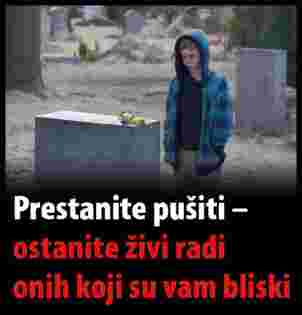 Prestanite pušiti –
ostanite živi radi
onih koji su vam bliski